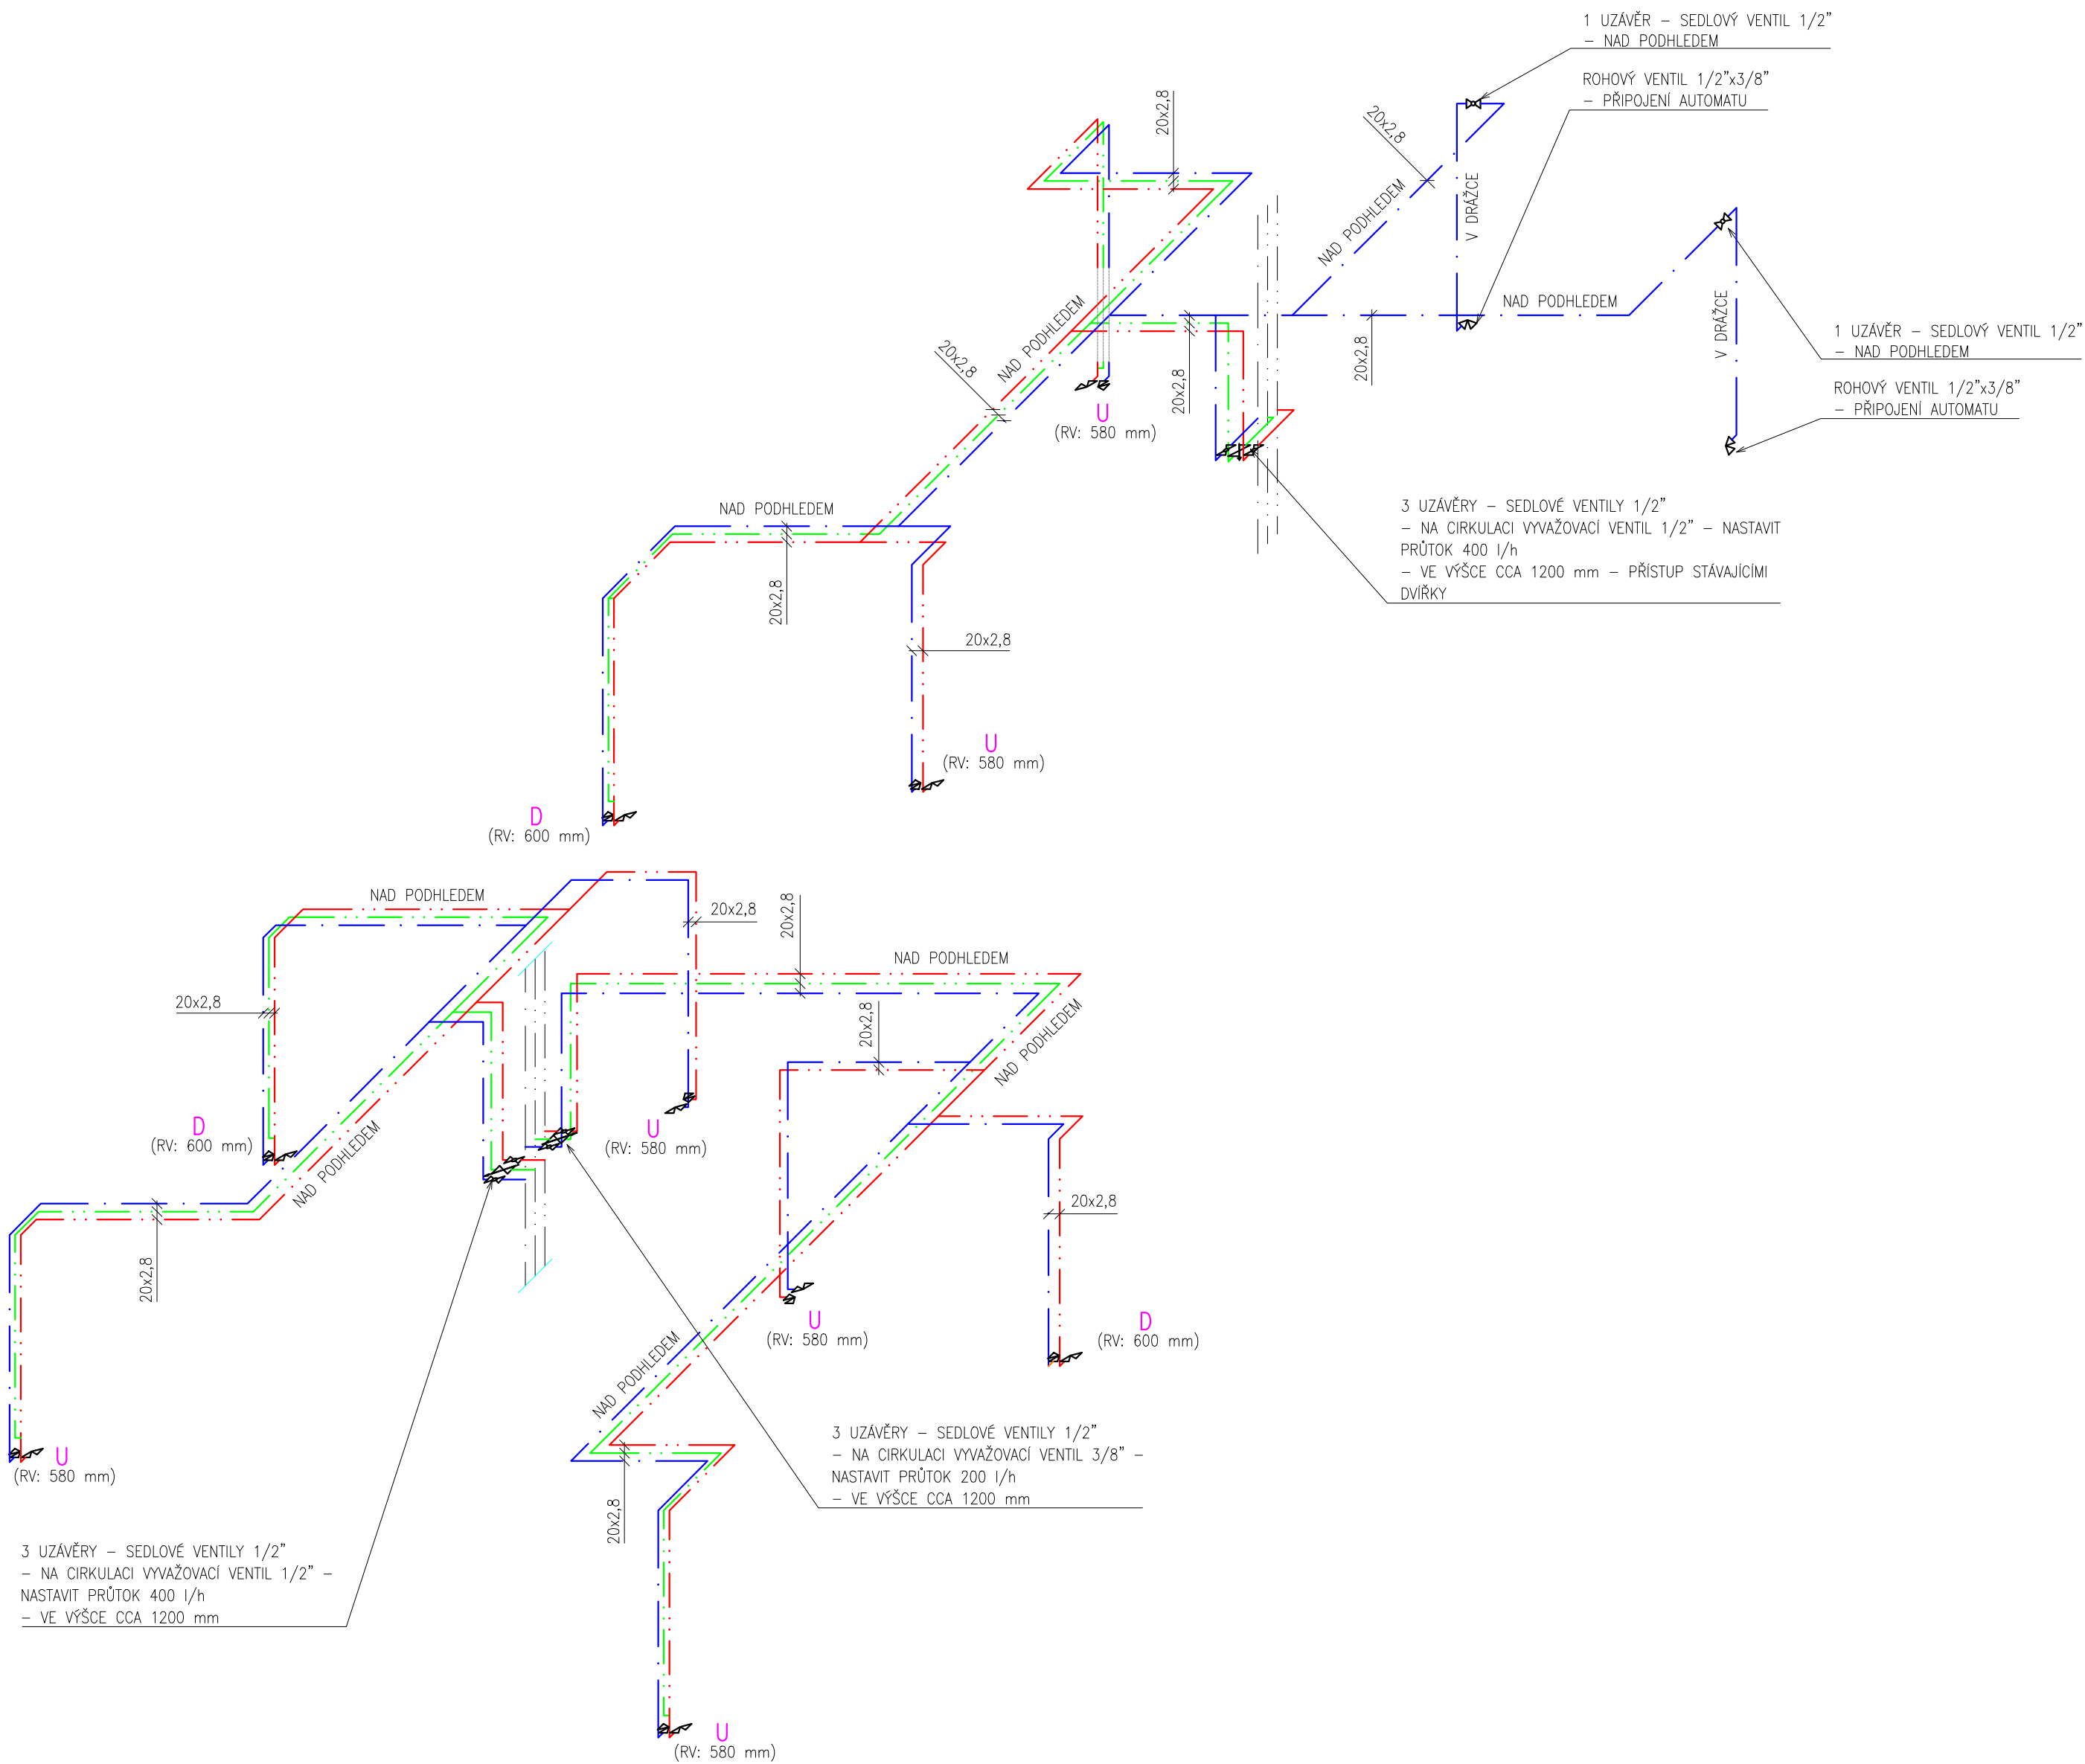 1 UZÁVĚR – SEDLOVÝ VENTIL 1/2"
– NAD PODHLEDEM
ROHOVÝ VENTIL 1/2"x3/8"
– PŘIPOJENÍ AUTOMATU
20x2,8
20x2,8
V DRÁŽCE
NAD PODHLEDEM
NAD PODHLEDEM
V DRÁŽCE
1 UZÁVĚR – SEDLOVÝ VENTIL 1/2"
– NAD PODHLEDEM
ROHOVÝ VENTIL 1/2"x3/8"
– PŘIPOJENÍ AUTOMATU
NAD PODHLEDEM
20x2,8
20x2,8
20x2,8
U
(RV: 580 mm)
3 UZÁVĚRY – SEDLOVÉ VENTILY 1/2"
– NA CIRKULACI VYVAŽOVACÍ VENTIL 1/2" – NASTAVIT
PRŮTOK 400 l/h
– VE VÝŠCE CCA 1200 mm – PŘÍSTUP STÁVAJÍCÍMI
DVÍŘKY
NAD PODHLEDEM
20x2,8
20x2,8
U
(RV: 580 mm)
D
(RV: 600 mm)
NAD PODHLEDEM
20x2,8
20x2,8
NAD PODHLEDEM
20x2,8
20x2,8
NAD PODHLEDEM
D
(RV: 600 mm)
U
(RV: 580 mm)
NAD PODHLEDEM
20x2,8
20x2,8
U
(RV: 580 mm)
D
(RV: 600 mm)
NAD PODHLEDEM
U
(RV: 580 mm)
20x2,8
3 UZÁVĚRY – SEDLOVÉ VENTILY 1/2"
– NA CIRKULACI VYVAŽOVACÍ VENTIL 3/8" –
NASTAVIT PRŮTOK 200 l/h
– VE VÝŠCE CCA 1200 mm
3 UZÁVĚRY – SEDLOVÉ VENTILY 1/2"
– NA CIRKULACI VYVAŽOVACÍ VENTIL 1/2" –
NASTAVIT PRŮTOK 400 l/h
– VE VÝŠCE CCA 1200 mm
U
(RV: 580 mm)